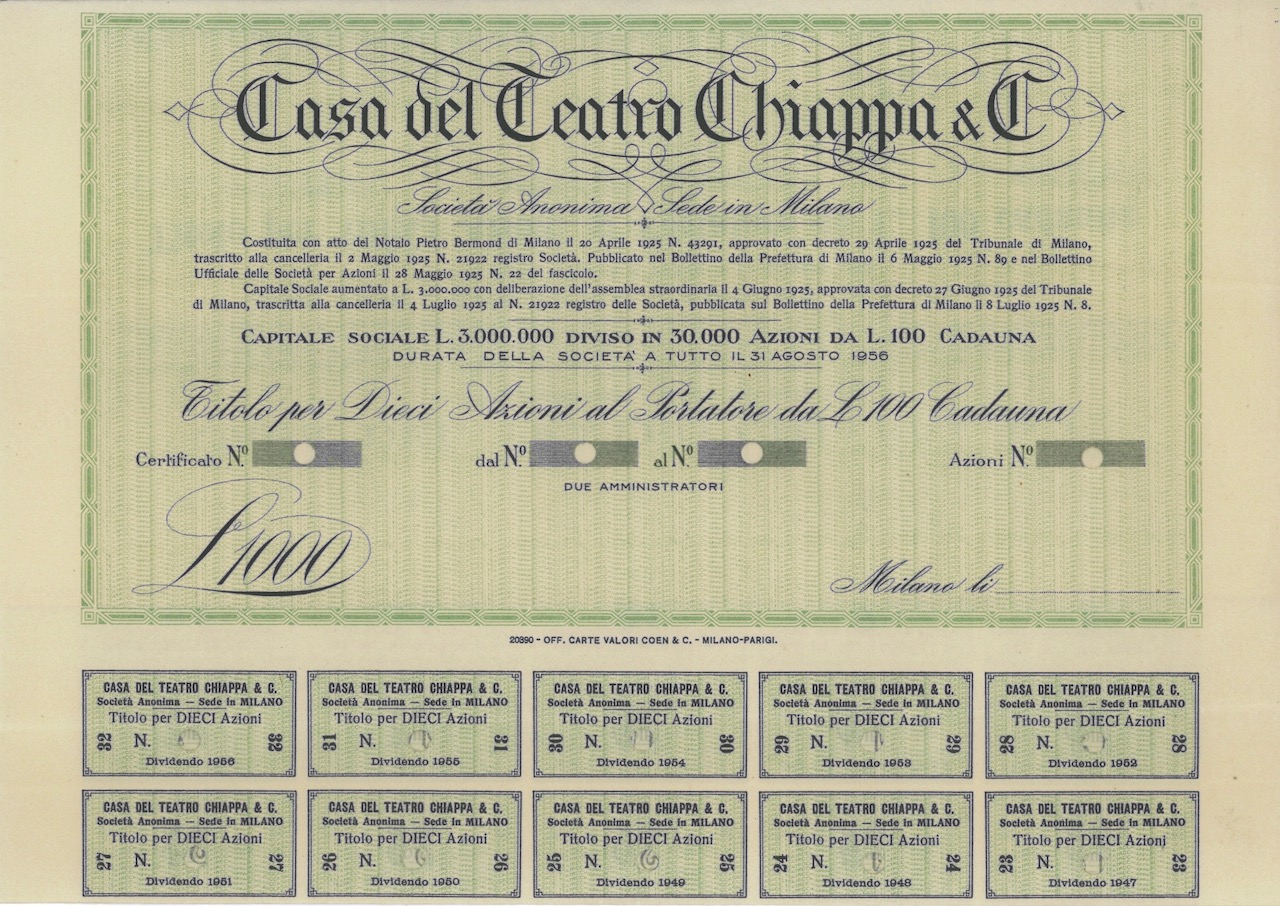 Casa del Teatro Chiappa & C
Società Anonima Sede in Milano
Costituita con atto del Notaio Pietro Bermond di Milano il 20 Aprile 1925 N. 43291, approvato con decreto 29 Aprile 1925 del Tribunale di Milano,
trascritto alla cancelleria il 2 Maggio 1925 N. 21922 registro Società. Pubblicato nel Bollettino della Prefettura di Milano il 6 Maggio 1925 N. 89 e nel Bollettino
Ufficiale delle Società per Azioni il 28 Maggio 1925 N. 22 del fascicolo.
Capitale Sociale aumentato a L. 3.000.000 con deliberazione dell'assemblea straordinaria il 4 Giugno 1925, approvata con decreto 27 Giugno 1925 del Tribunale
di Milano, trascritta alla cancelleria il 4 Luglio 1925 al N. 21922 registro delle Società, pubblicata sul Bollettino della Prefettura di Milano li 8 Luglio 1925 N. 8.
CAPITALE SOCIALE L. 3.000.000 DIVISO IN 30.000 AZIONI DA L. 100 CADAUNA
DURATA DELLA SOCIETA' A TUTTO IL 31 AGOSTO 1956
Titolo per Dieci Azioni al Portatore da L 100 Cadauna
Certificato Nº. dal Nº. al Nº. Azioni Nº.
DUE AMMINISTRATORI
L 1000
Milano li
20390 - OFF. CARTE VALORI COEN & C. - MILANO-PARIGI.
CASA DEL TEATRO CHIAPPA & C.
Società Anonima — Sede in MILANO
Titolo per DIECI Azioni
32 N. 32
Dividendo 1956
CASA DEL TEATRO CHIAPPA & C.
Società Anonima — Sede in MILANO
Titolo per DIECI Azioni
31 N. 31
Dividendo 1955
CASA DEL TEATRO CHIAPPA & C.
Società Anonima — Sede in MILANO
Titolo per DIECI Azioni
30 N. 30
Dividendo 1954
CASA DEL TEATRO CHIAPPA & C.
Società Anonima — Sede in MILANO
Titolo per DIECI Azioni
29 N. 29
Dividendo 1953
CASA DEL TEATRO CHIAPPA & C.
Società Anonima — Sede in MILANO
Titolo per DIECI Azioni
28 N. 28
Dividendo 1952
CASA DEL TEATRO CHIAPPA & C.
Società Anonima — Sede in MILANO
Titolo per DIECI Azioni
27 N. 27
Dividendo 1951
CASA DEL TEATRO CHIAPPA & C.
Società Anonima — Sede in MILANO
Titolo per DIECI Azioni
26 N. 26
Dividendo 1950
CASA DEL TEATRO CHIAPPA & C.
Società Anonima — Sede in MILANO
Titolo per DIECI Azioni
25 N. 25
Dividendo 1949
CASA DEL TEATRO CHIAPPA & C.
Società Anonima — Sede in MILANO
Titolo per DIECI Azioni
24 N. 24
Dividendo 1948
CASA DEL TEATRO CHIAPPA & C.
Società Anonima — Sede in MILANO
Titolo per DIECI Azioni
23 N. 23
Dividendo 1947